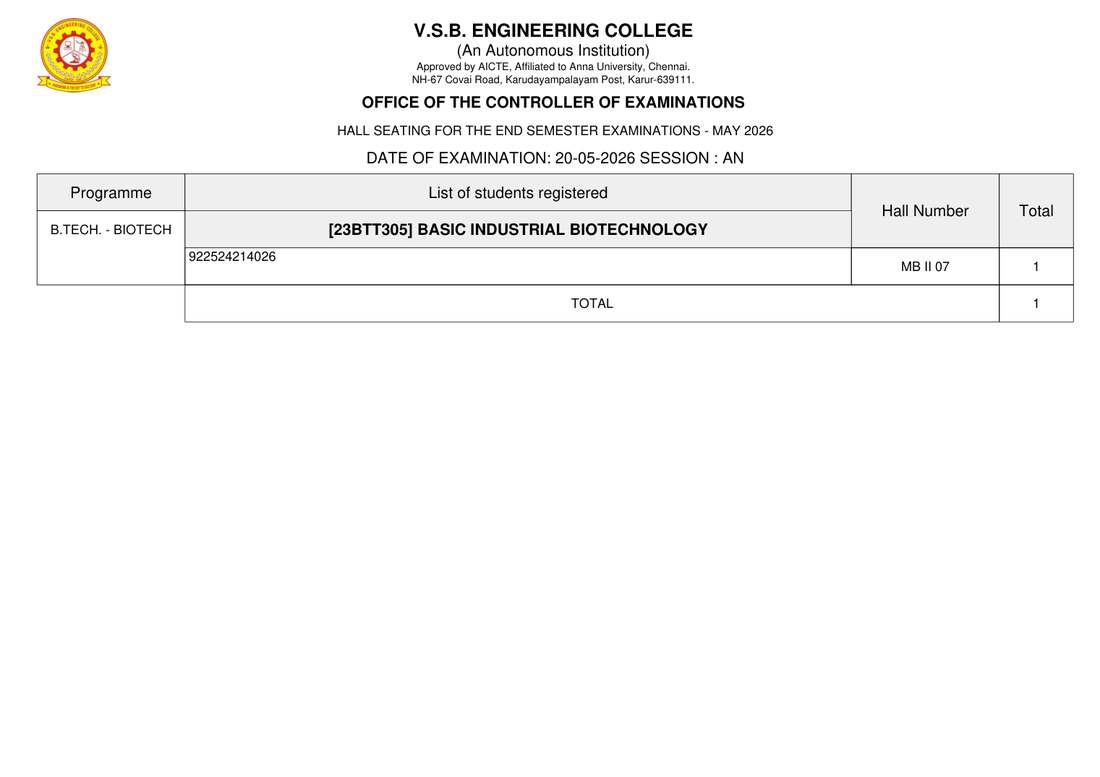 V.S.B. ENGINEERING COLLEGE
(An Autonomous Institution)
Approved by AICTE, Affiliated to Anna University, Chennai.
NH-67 Covai Road, Karudayampalayam Post, Karur-639111.
OFFICE OF THE CONTROLLER OF EXAMINATIONS
HALL SEATING FOR THE END SEMESTER EXAMINATIONS - MAY 2026
DATE OF EXAMINATION: 20-05-2026 SESSION : AN
Programme
List of students registered
Hall Number
Total
B.TECH. - BIOTECH
[23BTT305] BASIC INDUSTRIAL BIOTECHNOLOGY
922524214026
MB II 07
1
TOTAL
1